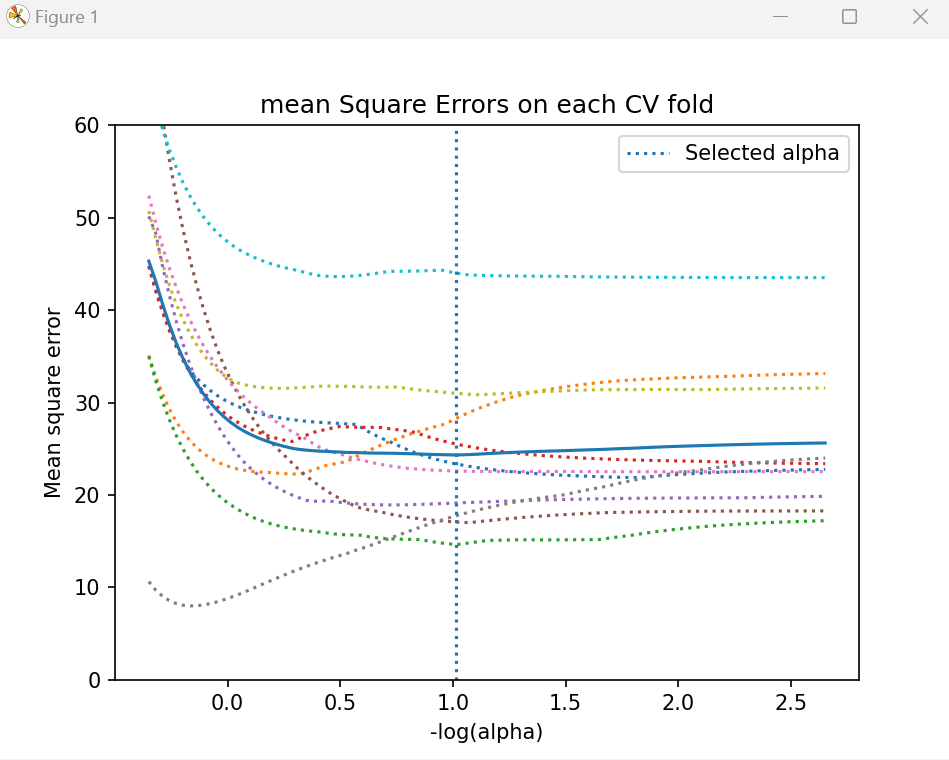 Figure 1
mean Square Errors on each CV fold
Selected alpha
60
50
40
30
20
10
0
Mean square error
0.0 0.5 1.0 1.5 2.0 2.5
-log(alpha)